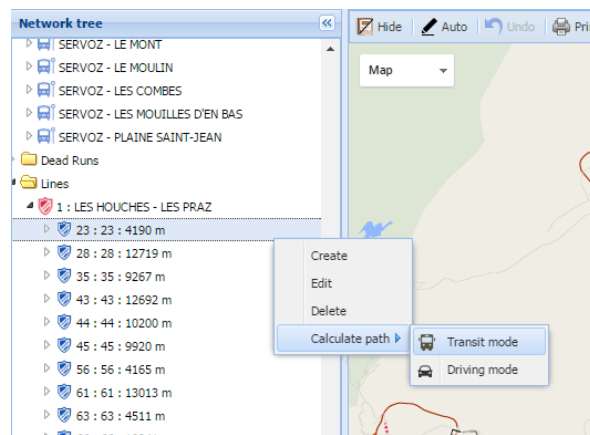 Network tree
Hide Auto Undo
SERVOZ - LE MONT
SERVOZ - LE MOULIN
Map
SERVOZ - LES COMBES
SERVOZ - LES MOUILLES D'EN BAS
SERVOZ - PLAINE SAINT-JEAN
Dead Runs
Lines
1 : LES HOUCHES - LES PRAZ
23 : 23 : 4190 m
28 : 28 : 12719 m
35 : 35 : 9267 m
43 : 43 : 12692 m
44 : 44 : 10200 m
45 : 45 : 9920 m
56 : 56 : 4165 m
61 : 61 : 13013 m
63 : 63 : 4511 m
Create
Edit
Delete
Calculate path
Transit mode
Driving mode